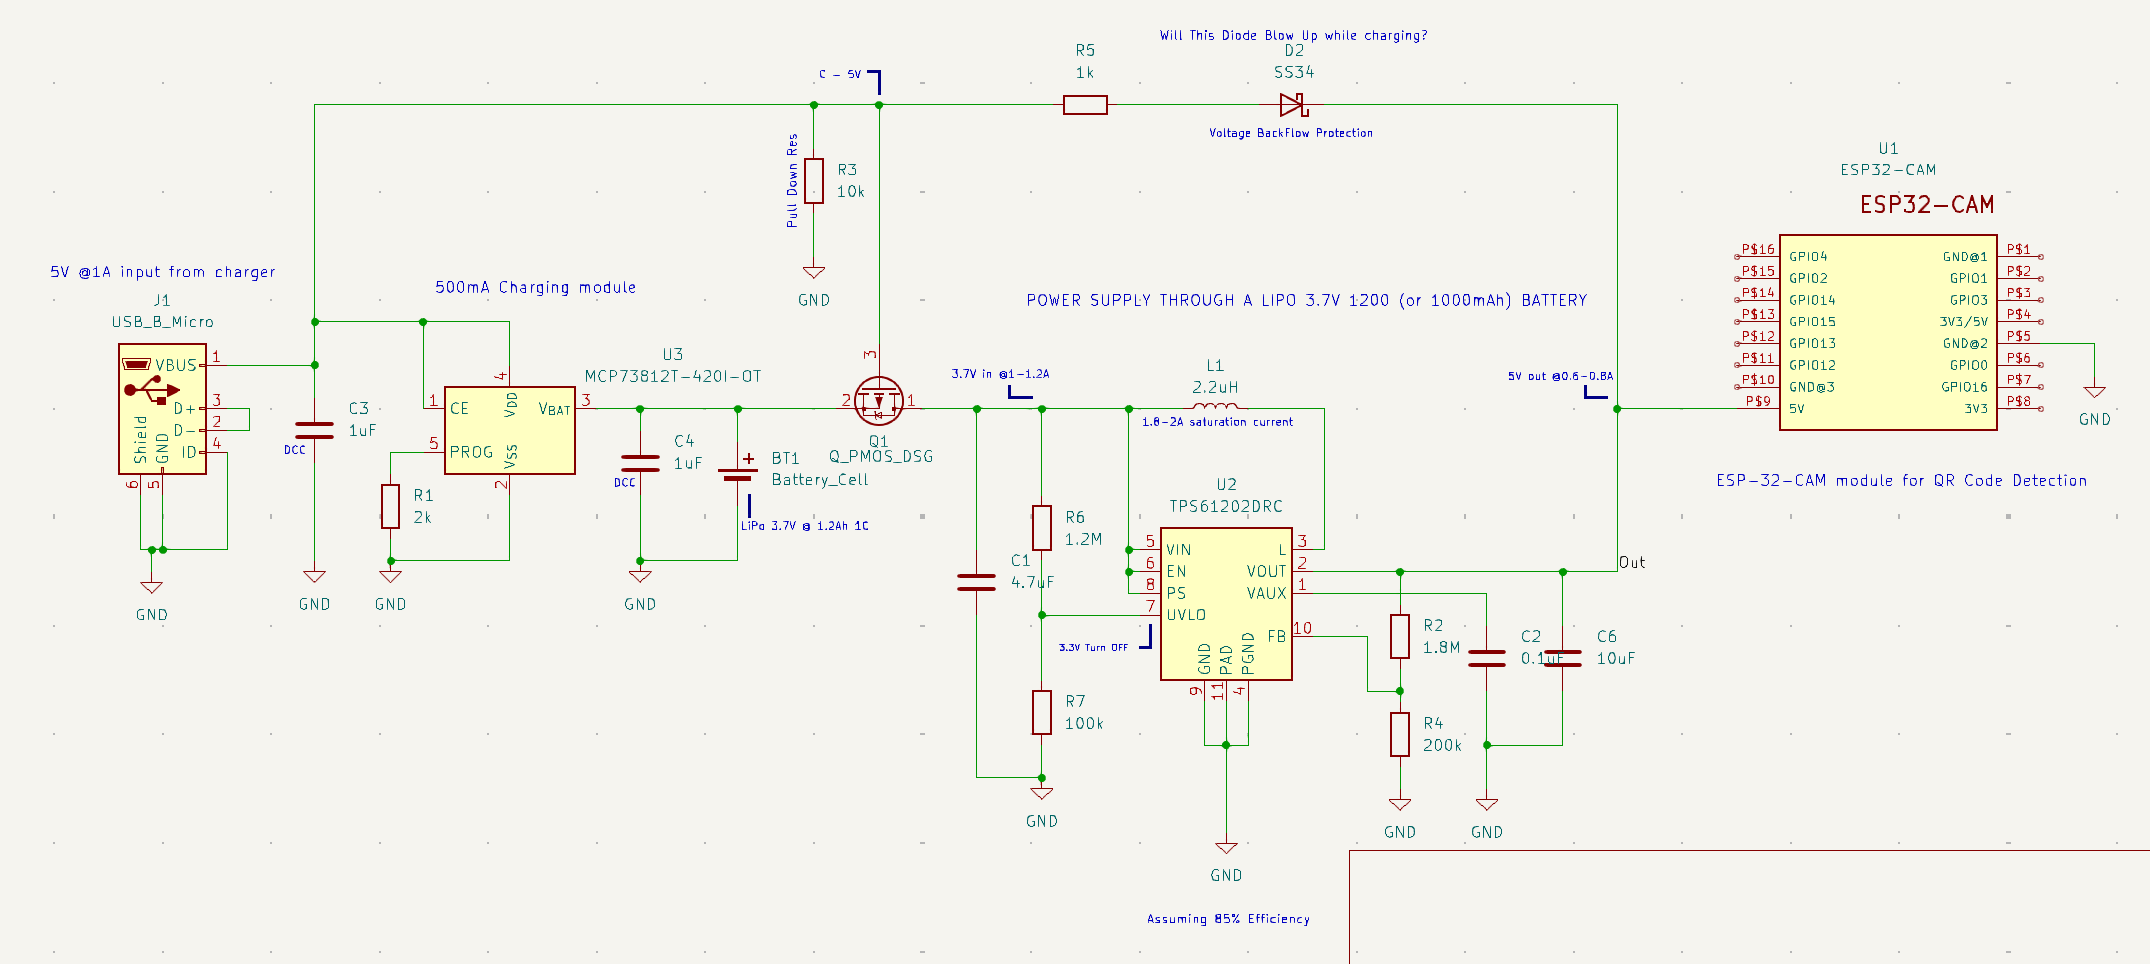 Will This Diode Blow Up while charging?
R5
1k
D2
SS34
C - 5V
Voltage BackFlow Protection
Pull Down Res
R3
10k
GND
U1
ESP32-CAM
ESP32-CAM
P$16
P$15
P$14
P$13
P$12
P$11
P$10
P$9
GPIO4
GPIO2
GPIO14
GPIO15
GPIO13
GPIO12
GND@3
5V
GND@1
GPIO1
GPIO3
3V3/5V
GND@2
GPIO0
GPIO16
3V3
P$1
P$2
P$3
P$4
P$5
P$6
P$7
P$8
GND
ESP-32-CAM module for QR Code Detection
5V @1A input from charger
J1
USB_B_Micro
VBUS
D+
D-
ID
Shield
GND
1
3
2
4
6
5
GND
C3
1uF
DCC
GND
500mA Charging module
U3
MCP73812T-420I-OT
CE
PROG
VDD
VSS
VBAT
1
5
4
2
3
R1
2k
GND
C4
1uF
DCC
GND
BT1
Battery_Cell
+
LiPo 3.7V @ 1.2Ah 1C
3
2
1
Q1
Q_PMOS_DSG
POWER SUPPLY THROUGH A LIPO 3.7V 1200 (or 1000mAh) BATTERY
3.7V in @1-1.2A
L1
2.2uH
1.8-2A saturation current
5V out @0.6-0.8A
U2
TPS61202DRC
5
6
8
7
VIN
EN
PS
UVLO
L
VOUT
VAUX
FB
3
2
1
10
GND
PAD
PGND
9
11
4
GND
R6
1.2M
C1
4.7uF
3.3V Turn OFF
R7
100k
GND
Out
R2
1.8M
R4
200k
GND
C2
0.1uF
C6
10uF
GND
Assuming 85% Efficiency